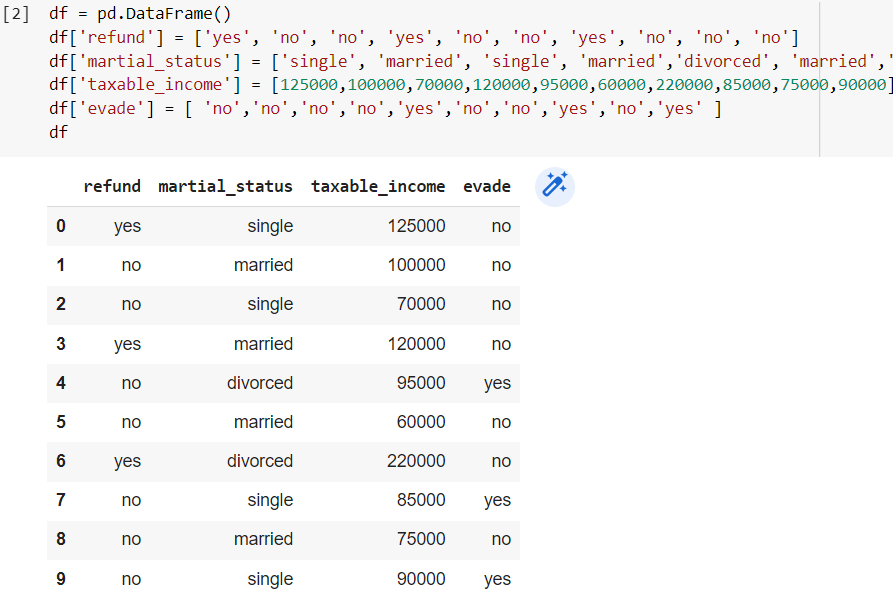 [2] df = pd.DataFrame()
df['refund'] = ['yes', 'no', 'no', 'yes', 'no', 'no', 'yes', 'no', 'no', 'no']
df['martial_status'] = ['single', 'married', 'single', 'married','divorced', 'married','
df['taxable_income'] = [125000,100000,70000,120000,95000,60000,220000,85000,75000,90000]
df['evade'] = [ 'no','no','no','no','yes','no','no','yes','no','yes' ]
df
refund martial_status taxable_income evade
0 yes single 125000 no
1 no married 100000 no
2 no single 70000 no
3 yes married 120000 no
4 no divorced 95000 yes
5 no married 60000 no
6 yes divorced 220000 no
7 no single 85000 yes
8 no married 75000 no
9 no single 90000 yes